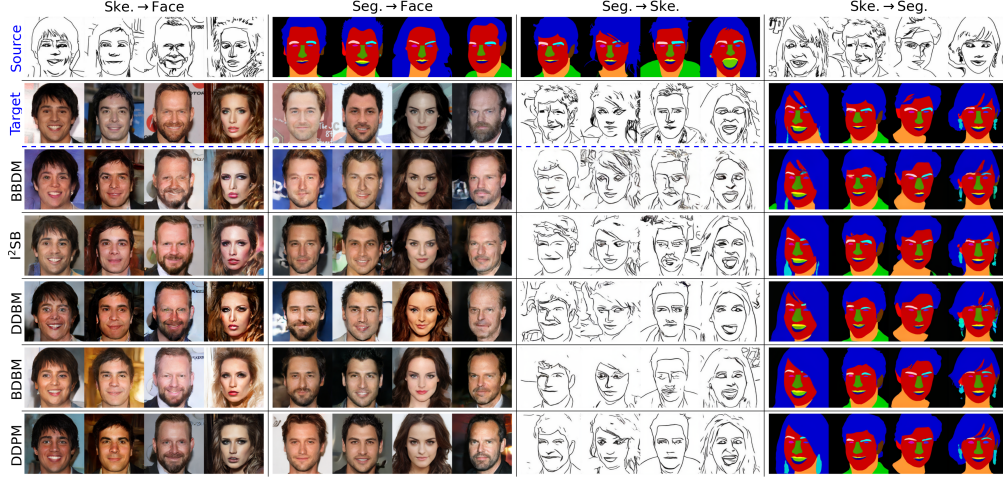 Ske. → Face
Seg. → Face
Seg. → Ske.
Ske. → Seg.
Source
Target
BBDM
I²SB
DDBM
BDBM
DDPM